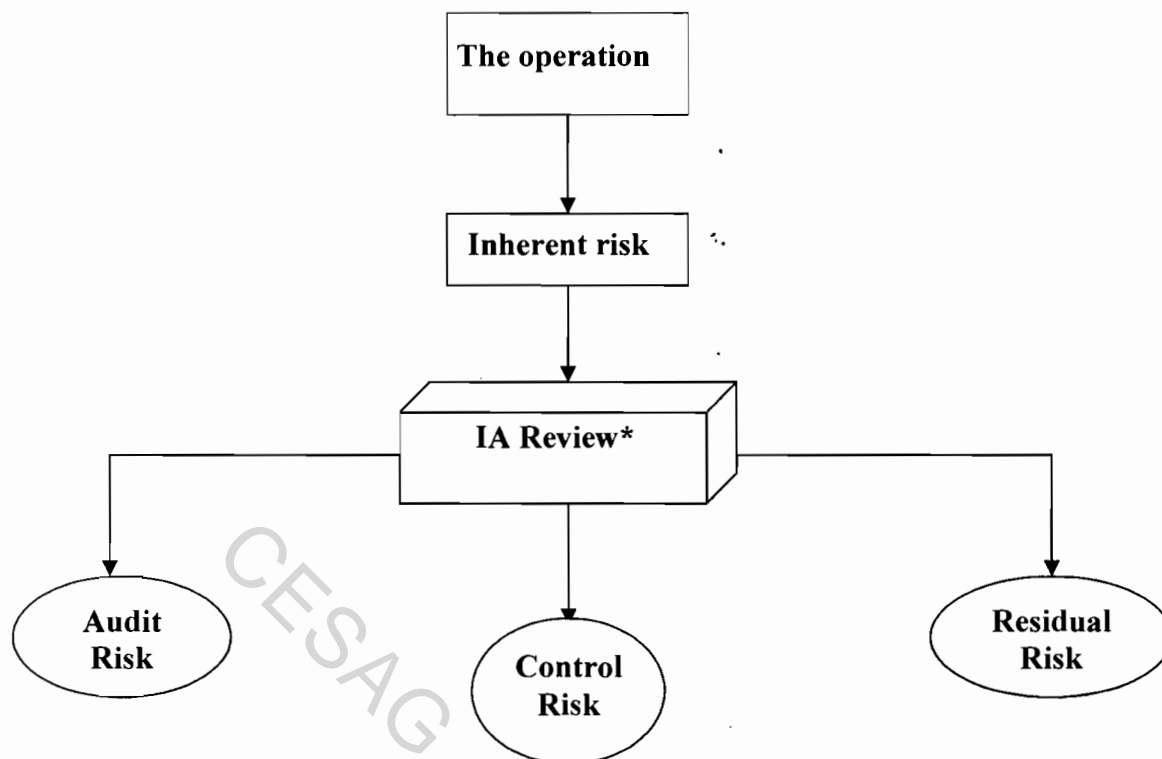 The operation
Inherent risk
IA Review*
Audit
Risk
Control
Risk
Residual
Risk
CESAG